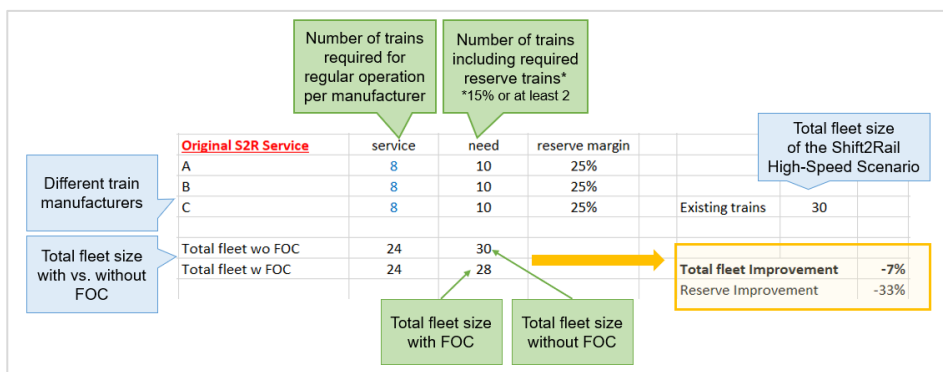 Number of trains
required for
regular operation
per manufacturer
Number of trains
including required
reserve trains*
*15% or at least 2
Total fleet size
of the Shift2Rail
High-Speed Scenario
Different train
manufacturers
Total fleet size
with vs. without
FOC
Original S2R Service service need reserve margin
A 8 10 25%
B 8 10 25%
C 8 10 25% Existing trains 30
Total fleet wo FOC 24 30
Total fleet w FOC 24 28
Total fleet Improvement -7%
Reserve Improvement -33%
Total fleet size
with FOC
Total fleet size
without FOC